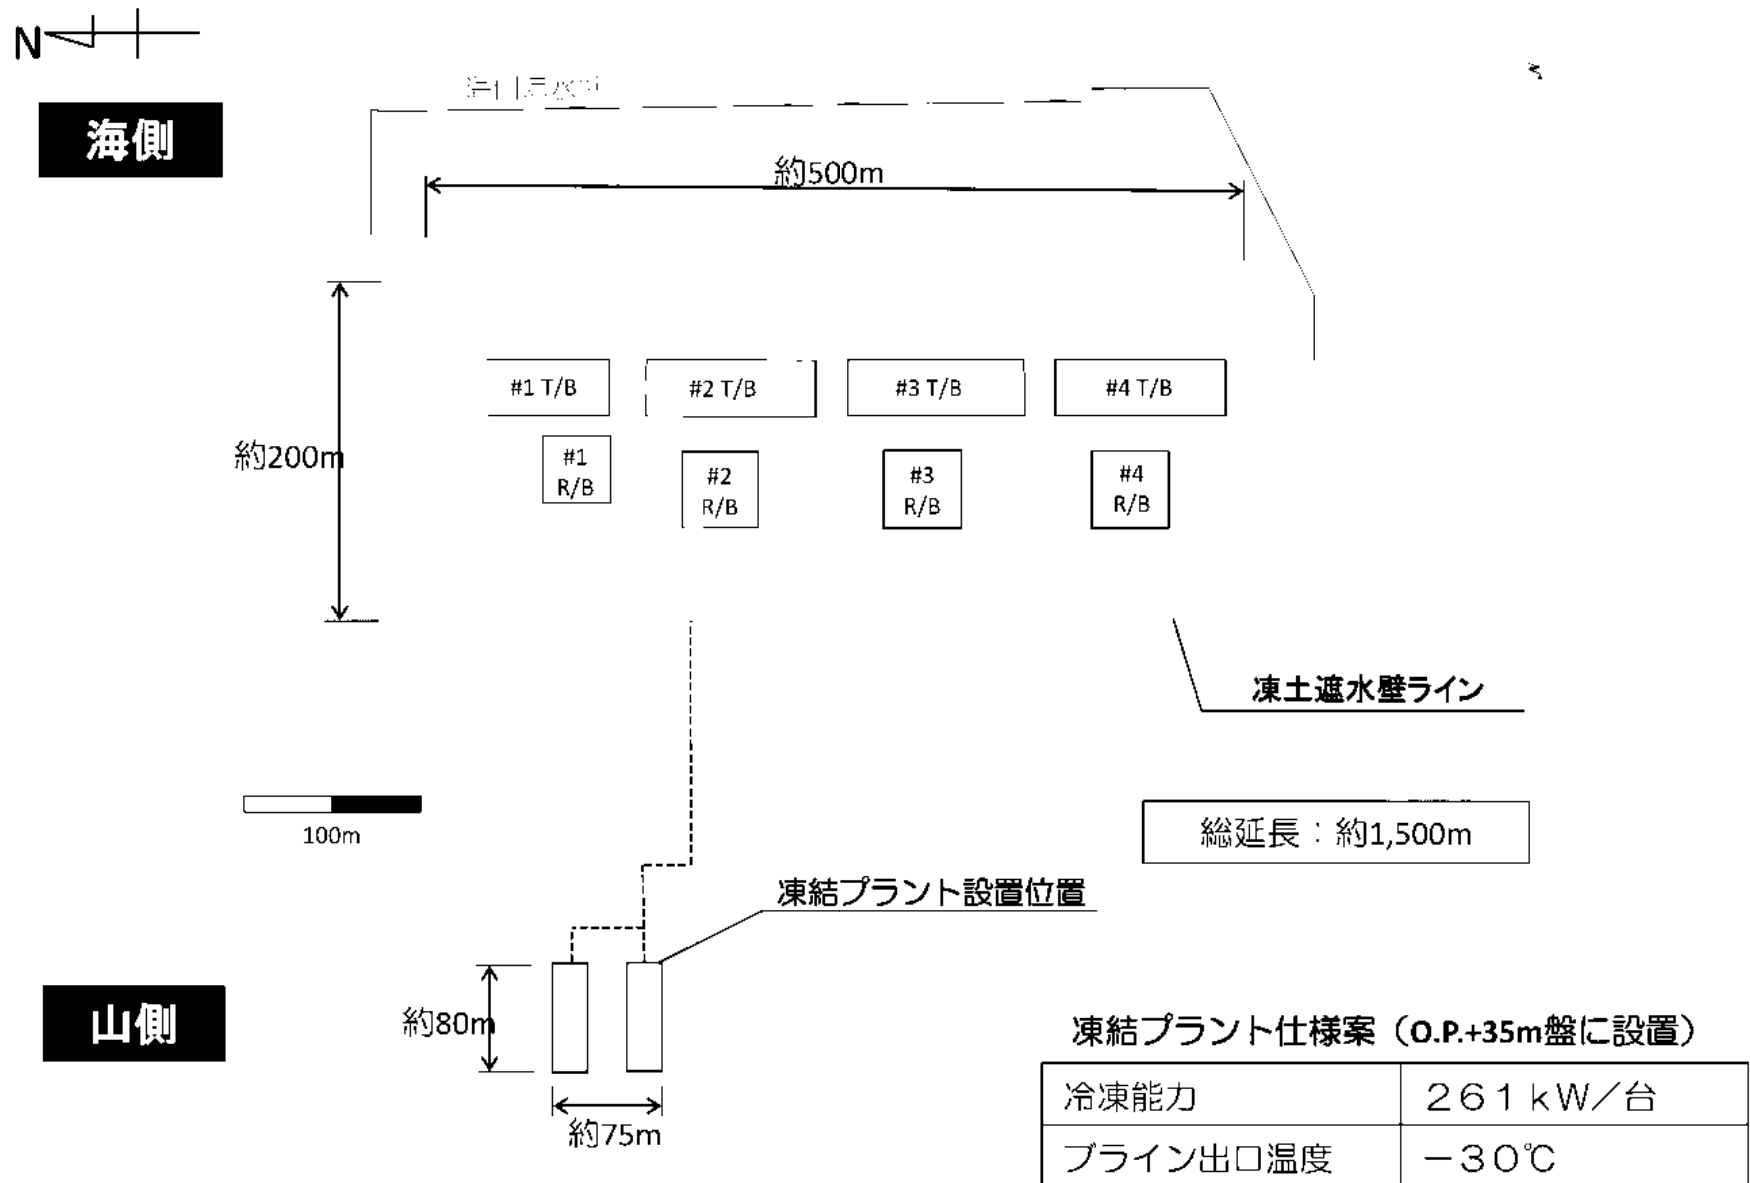 N
海側
約500m
#1 T/B
#2 T/B
#3 T/B
#4 T/B
約200m
#1
R/B
#2
R/B
#3
R/B
#4
R/B
凍土遮水壁ライン
100m
総延長：約1,500m
凍結プラント設置位置
山側
約80m
約75m
凍結プラント仕様案（O.P.+35m盤に設置）
冷凍能力 ２６１ｋＷ／台
ブライン出口温度 －３０℃